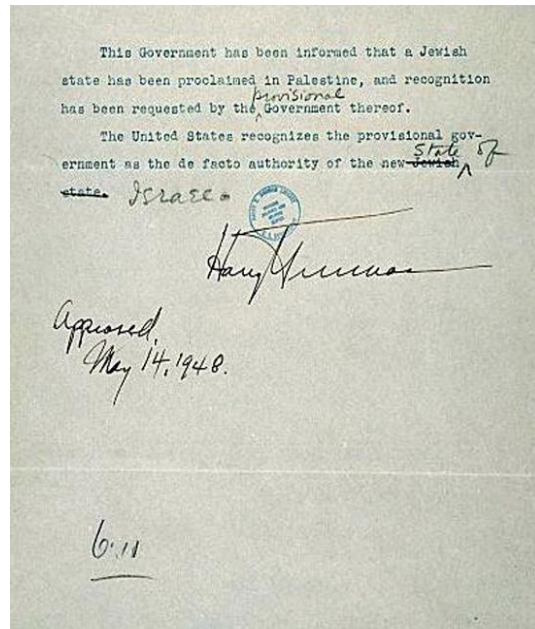 This Government has been informed that a Jewish
state has been proclaimed in Palestine, and recognition
provisional
has been requested by the Government thereof.
The United States recognizes the provisional gov-
State of
ernment as the de facto authority of the new Jewish
state. Israel.
Harry Truman
Approved,
May 14, 1948.
6.11